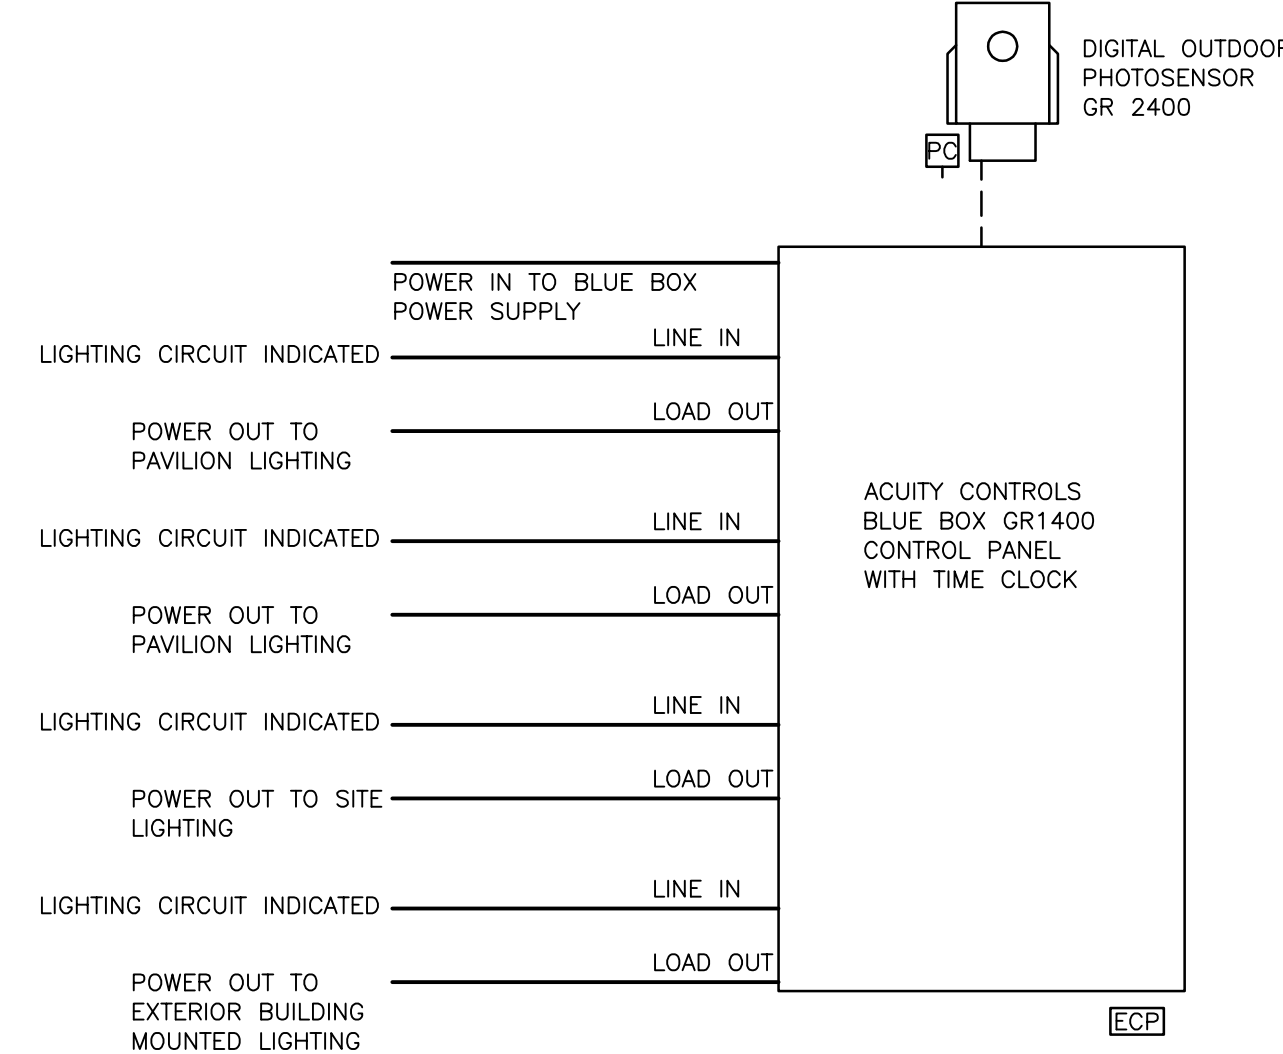 DIGITAL OUTDOOR
PHOTOSENSOR
GR 2400
PC
POWER IN TO BLUE BOX
POWER SUPPLY
LINE IN
LIGHTING CIRCUIT INDICATED
LOAD OUT
POWER OUT TO
PAVILION LIGHTING
LINE IN
LIGHTING CIRCUIT INDICATED
LOAD OUT
POWER OUT TO
PAVILION LIGHTING
LINE IN
LIGHTING CIRCUIT INDICATED
LOAD OUT
POWER OUT TO SITE
LIGHTING
LINE IN
LIGHTING CIRCUIT INDICATED
LOAD OUT
POWER OUT TO
EXTERIOR BUILDING
MOUNTED LIGHTING
ACUITY CONTROLS
BLUE BOX GR1400
CONTROL PANEL
WITH TIME CLOCK
ECP